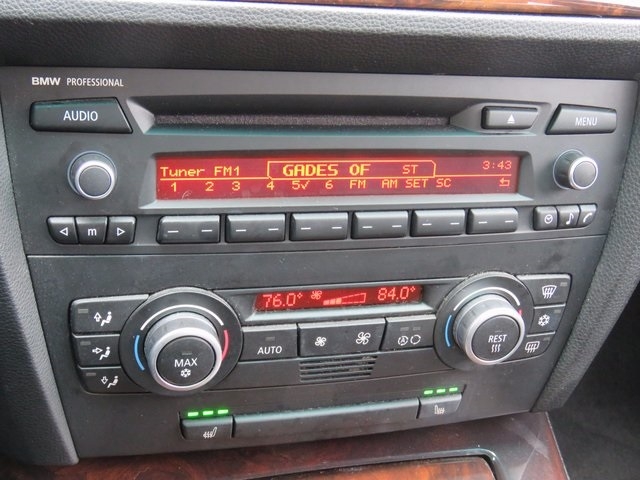 BMW PROFESSIONAL
AUDIO
MENU
Tuner FM1 GADES OF ST 3:43
1 2 3 4 5✓ 6 FM AM SET SC
m
76.0° 84.0°
MAX
AUTO
REST